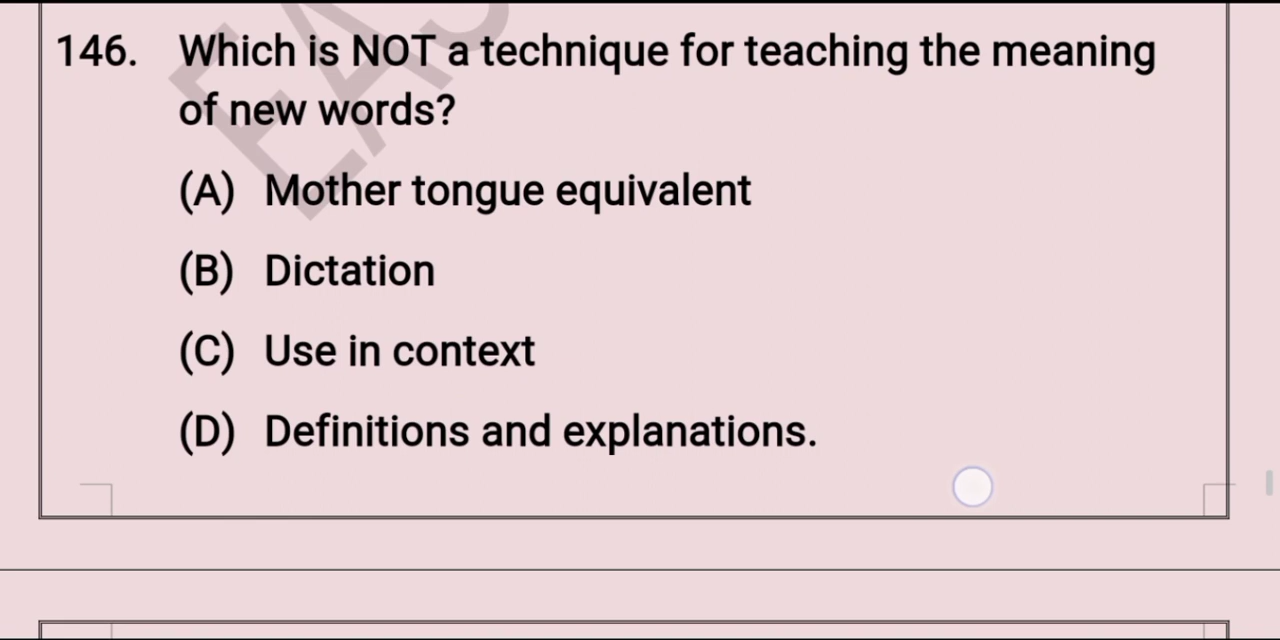 146. Which is NOT a technique for teaching the meaning
of new words?
(A) Mother tongue equivalent
(B) Dictation
(C) Use in context
(D) Definitions and explanations.